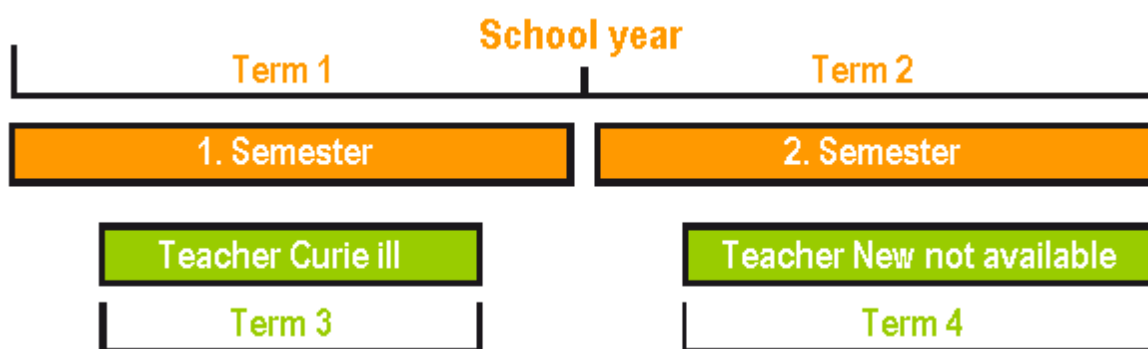 School year
Term 1 Term 2
1. Semester 2. Semester
Teacher Curie ill Teacher New not available
Term 3 Term 4